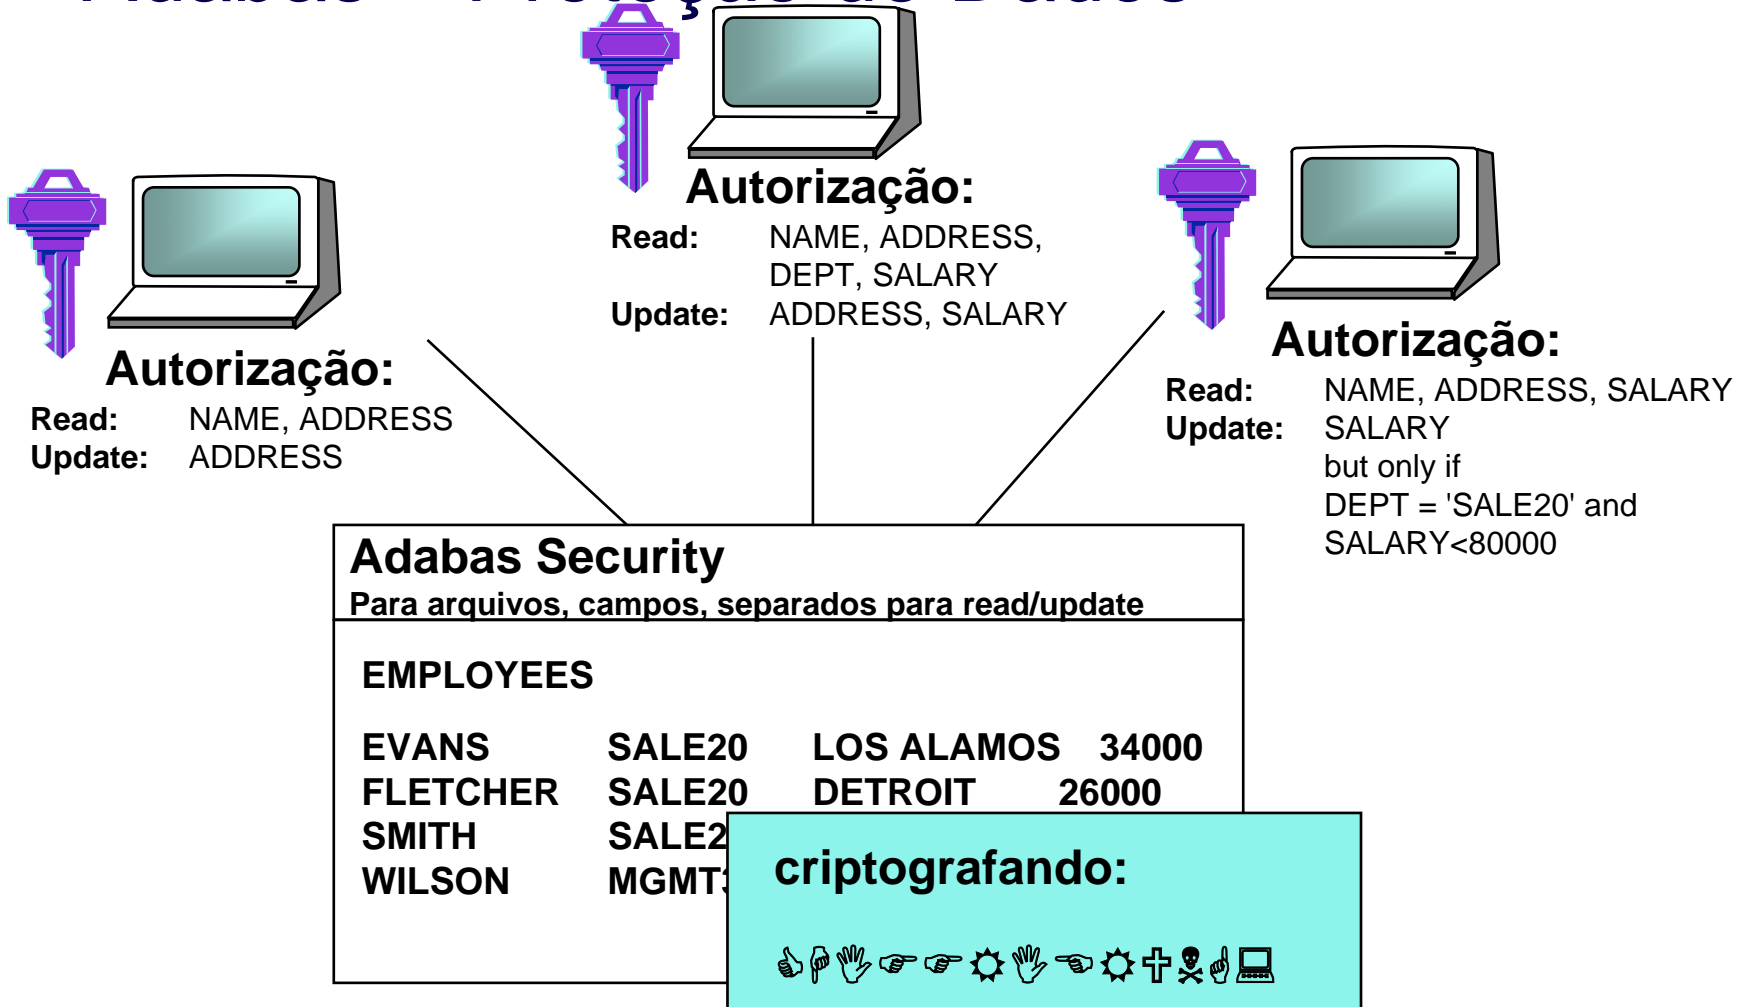 Autorização:
Read: NAME, ADDRESS,
DEPT, SALARY
Update: ADDRESS, SALARY
Autorização:
Read: NAME, ADDRESS
Update: ADDRESS
Autorização:
Read: NAME, ADDRESS, SALARY
Update: SALARY
but only if
DEPT = 'SALE20' and
SALARY<80000
Adabas Security
Para arquivos, campos, separados para read/update
EMPLOYEES
EVANS SALE20 LOS ALAMOS 34000
FLETCHER SALE20 DETROIT 26000
SMITH
WILSON
criptografando: